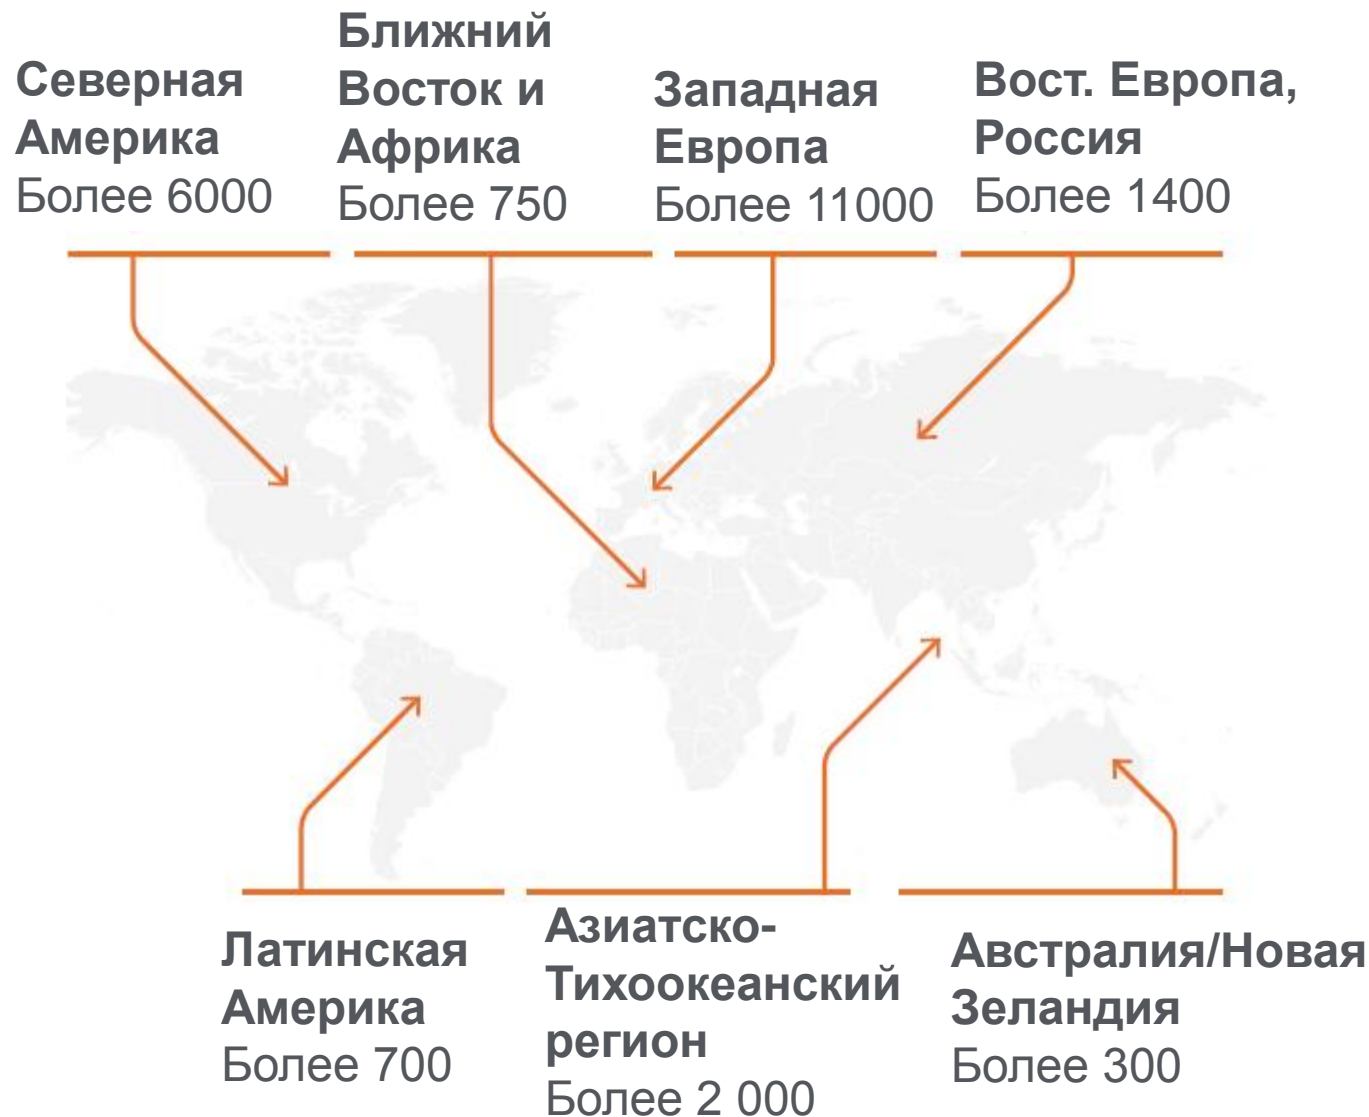 Северная
Америка
Более 6000
Ближний
Восток и
Африка
Более 750
Западная
Европа
Более 11000
Вост. Европа,
Россия
Более 1400
Латинская
Америка
Более 700
Азиатско-
Тихоокеанский
регион
Более 2 000
Австралия/Новая
Зеландия
Более 300